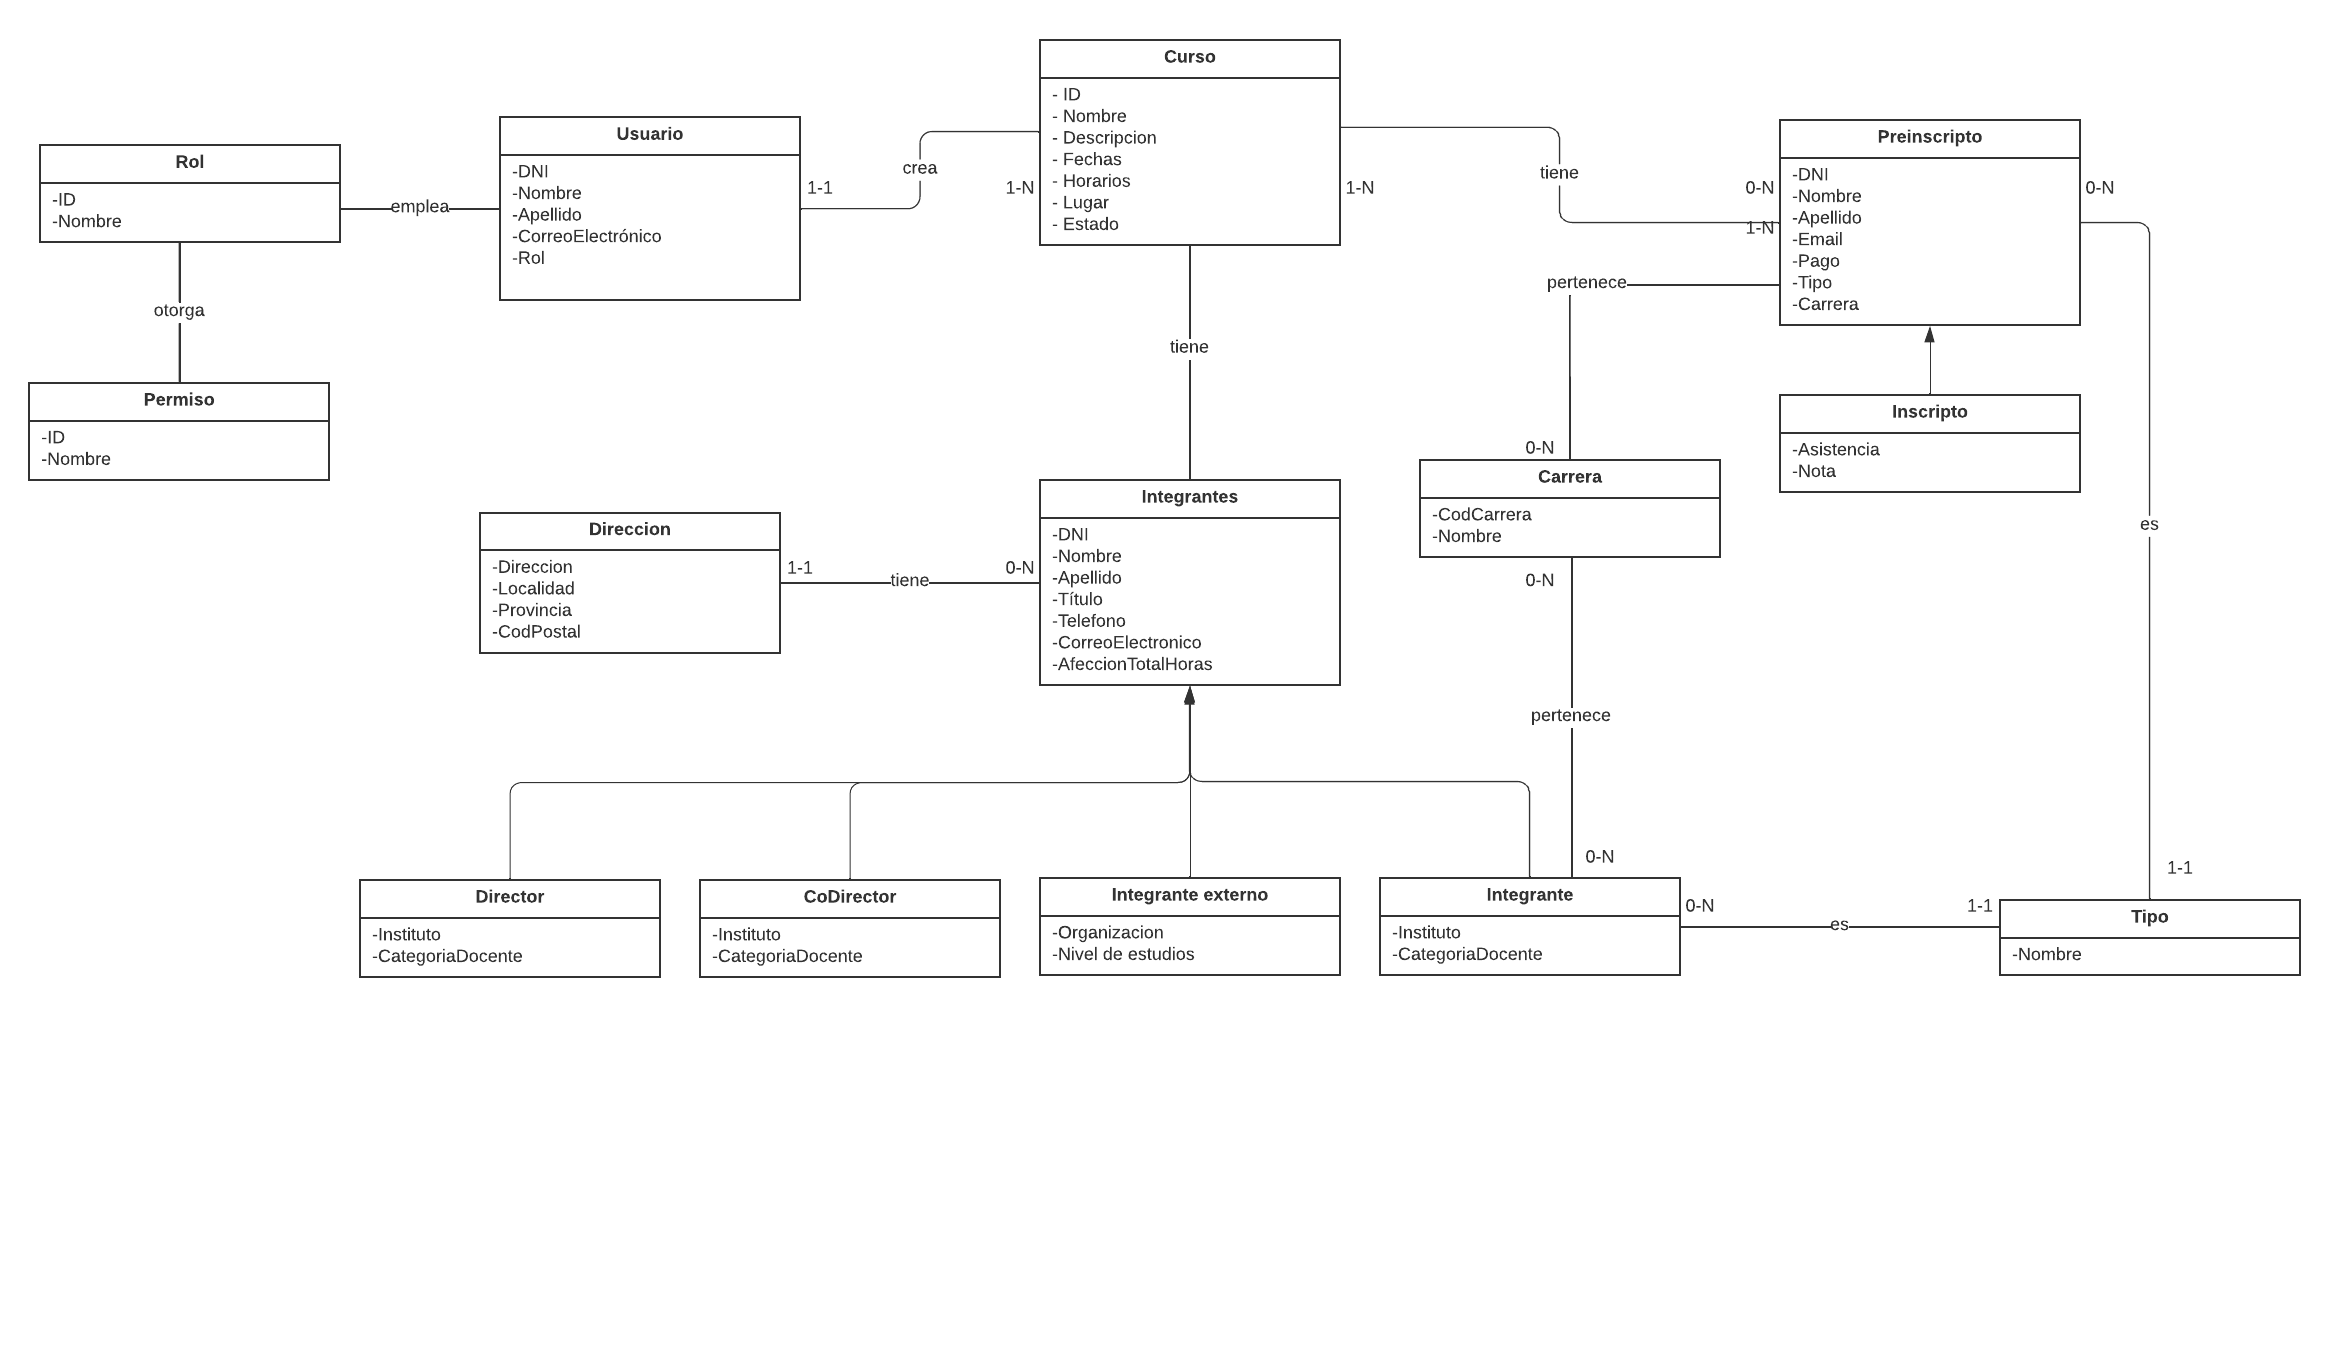 Curso
- ID
- Nombre
- Descripcion
- Fechas
- Horarios
- Lugar
- Estado
Rol
-ID
-Nombre
emplea
Usuario
-DNI
-Nombre
-Apellido
-CorreoElectrónico
-Rol
1-1
crea
1-N
1-N
tiene
0-N
1-N
Preinscripto
-DNI
-Nombre
-Apellido
-Email
-Pago
-Tipo
-Carrera
0-N
otorga
pertenece
tiene
Permiso
-ID
-Nombre
Inscripto
-Asistencia
-Nota
0-N
Carrera
-CodCarrera
-Nombre
0-N
es
Direccion
-Direccion
-Localidad
-Provincia
-CodPostal
1-1
tiene
0-N
Integrantes
-DNI
-Nombre
-Apellido
-Título
-Telefono
-CorreoElectronico
-AfeccionTotalHoras
pertenece
0-N
1-1
Director
-Instituto
-CategoriaDocente
CoDirector
-Instituto
-CategoriaDocente
Integrante externo
-Organizacion
-Nivel de estudios
Integrante
-Instituto
-CategoriaDocente
0-N
es
1-1
Tipo
-Nombre